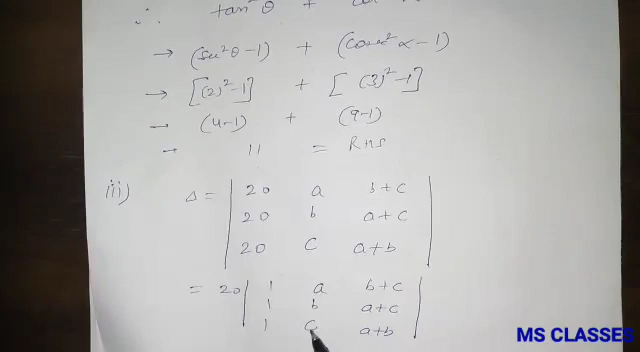 ∴ tan²θ +
→ (sec²θ-1) + (cosec²α-1)
→ [(2)²-1] + [(3)²-1]
→ (4-1) + (9-1)
→ 11 = RHS
iii) Δ = | 20 a b+c |
| 20 b a+c |
| 20 c a+b |
= 20 | 1 a b+c |
| 1 b a+c |
| 1 c a+b |
MS CLASSES